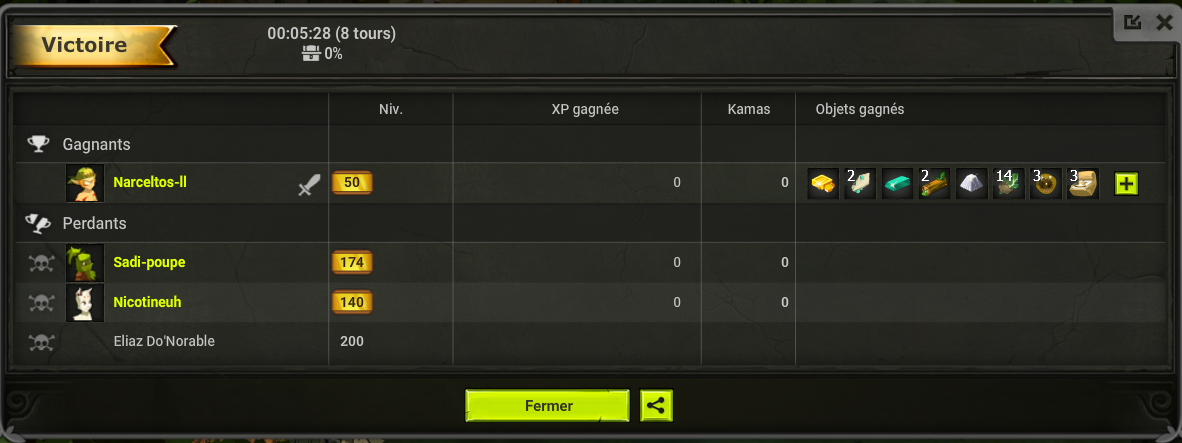 Victoire
00:05:28 (8 tours)
0%
Niv. XP gagnée Kamas Objets gagnés
Gagnants
Narceltos-ll 50 0 0 2 2 14 3 3
Perdants
Sadi-poupe 174 0 0
Nicotineuh 140 0 0
Eliaz Do'Norable 200
Fermer